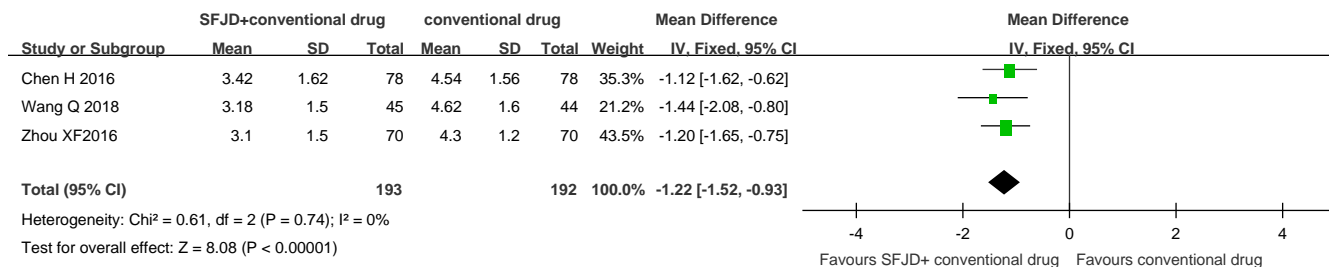 SFJD+conventional drug conventional drug Mean Difference Mean Difference
Study or Subgroup Mean SD Total Mean SD Total Weight IV, Fixed, 95% CI IV, Fixed, 95% CI
Chen H 2016 3.42 1.62 78 4.54 1.56 78 35.3% -1.12 [-1.62, -0.62]
Wang Q 2018 3.18 1.5 45 4.62 1.6 44 21.2% -1.44 [-2.08, -0.80]
Zhou XF2016 3.1 1.5 70 4.3 1.2 70 43.5% -1.20 [-1.65, -0.75]
Total (95% CI) 193 192 100.0% -1.22 [-1.52, -0.93]
Heterogeneity: Chi² = 0.61, df = 2 (P = 0.74); I² = 0%
Test for overall effect: Z = 8.08 (P < 0.00001)
-4 -2 0 2 4
Favours SFJD+ conventional drug Favours conventional drug